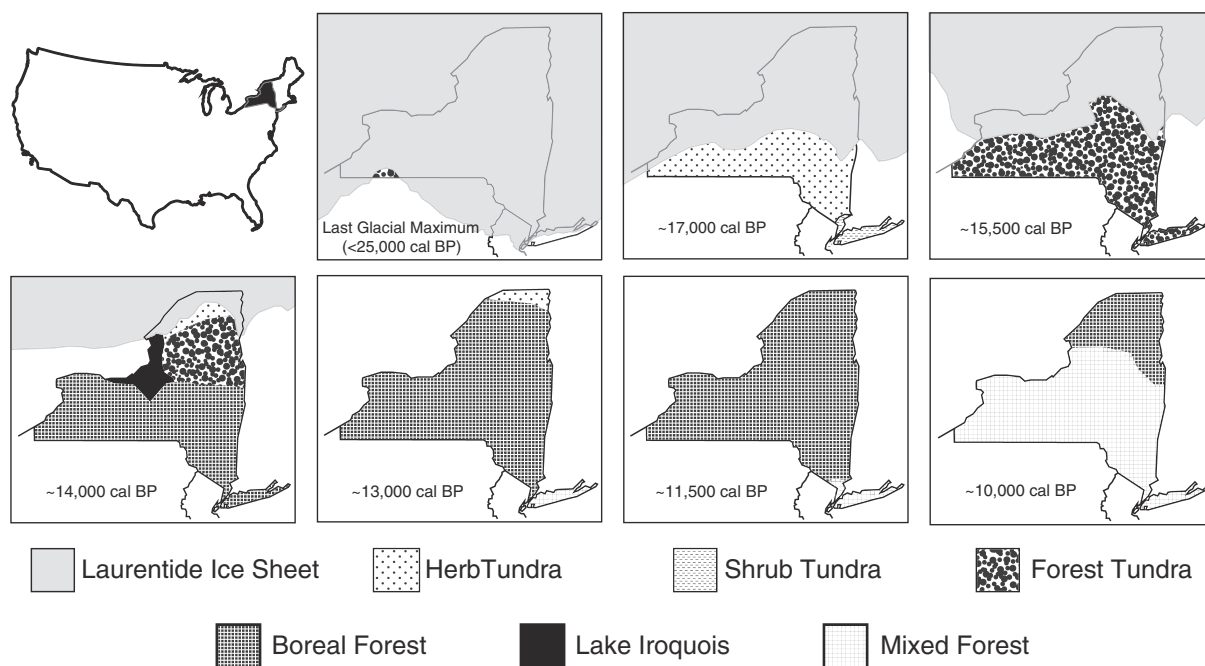 Last Glacial Maximum
(<25,000 cal BP)
~17,000 cal BP
~15,500 cal BP
~14,000 cal BP
~13,000 cal BP
~11,500 cal BP
~10,000 cal BP
Laurentide Ice Sheet
HerbTundra
Shrub Tundra
Forest Tundra
Boreal Forest
Lake Iroquois
Mixed Forest